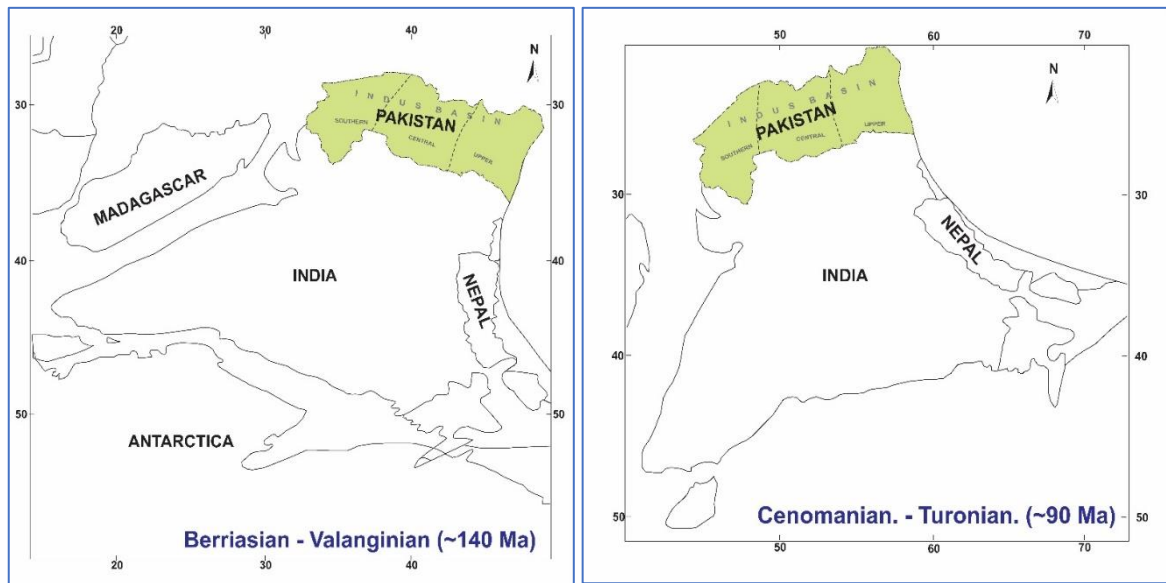 20 30 40
N
30 30
INDUS BASIN
PAKISTAN
SOUTHERN
CENTRAL
UPPER
MADAGASCAR
40 40
INDIA
NEPAL
50 50
ANTARCTICA
Berriasian - Valanginian (~140 Ma)
20 30 40
50 60 70
N
INDUS BASIN
PAKISTAN
SOUTHERN
CENTRAL
UPPER
30 30
NEPAL
INDIA
40 40
50 50
Cenomanian. - Turonian. (~90 Ma)
50 60 70